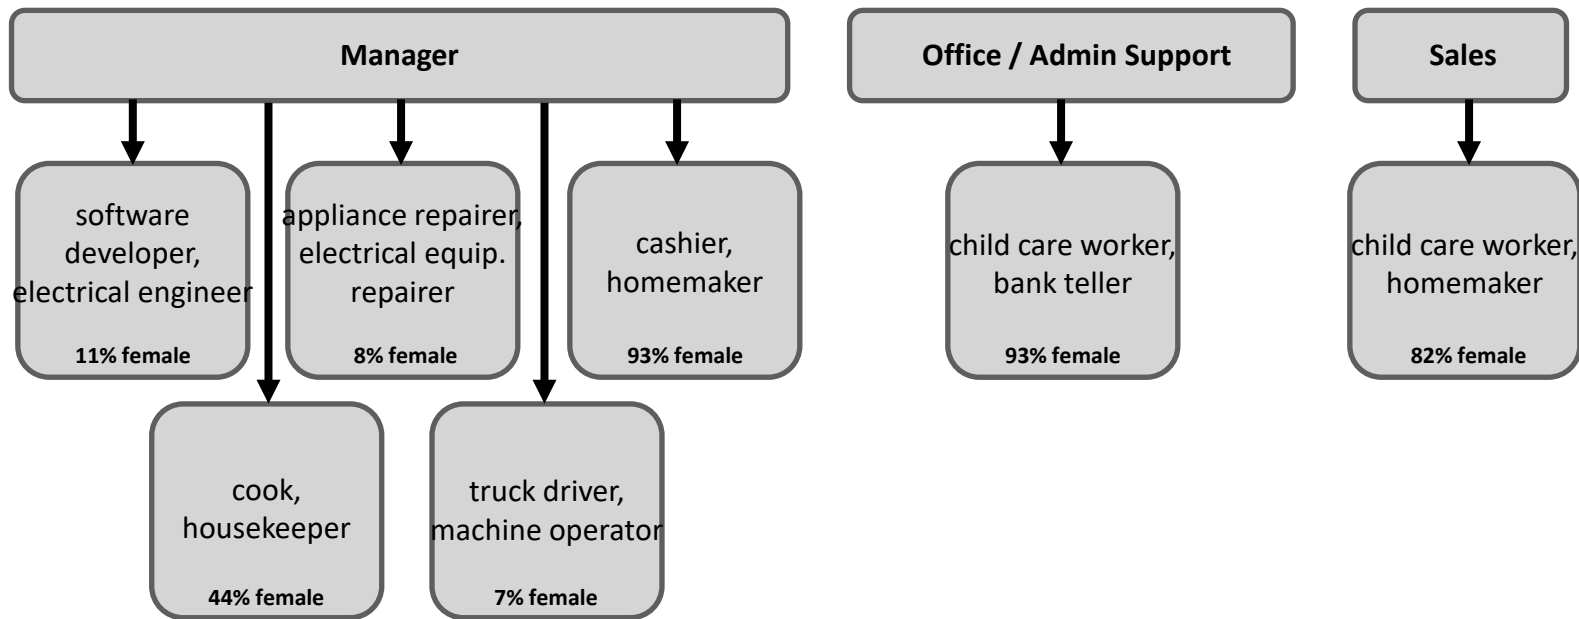 Manager
Office / Admin Support
Sales
software
developer,
electrical engineer
11% female
appliance repairer,
electrical equip.
repairer
8% female
cashier,
homemaker
93% female
child care worker,
bank teller
93% female
child care worker,
homemaker
82% female
cook,
housekeeper
44% female
truck driver,
machine operator
7% female